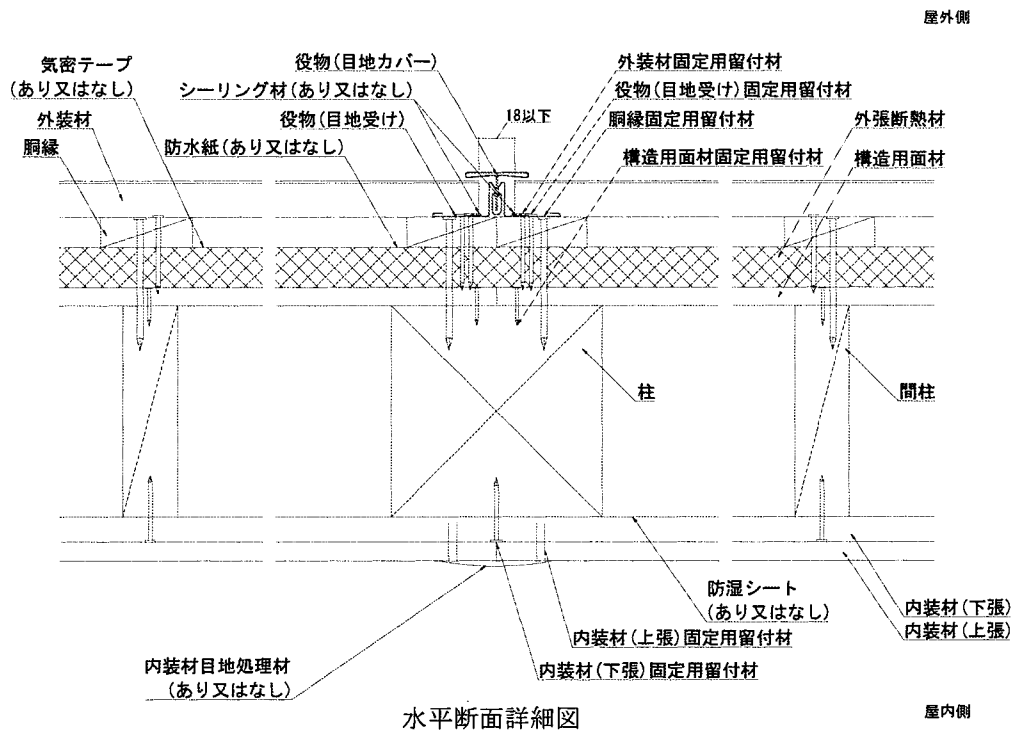 屋外側
気密テープ
(あり又はなし)
外装材
胴縁
役物(目地カバー)
シーリング材(あり又はなし)
役物(目地受け)
防水紙(あり又はなし)
18以下
外装材固定用留付材
役物(目地受け)固定用留付材
胴縁固定用留付材
構造用面材固定用留付材
外張断熱材
構造用面材
柱
間柱
防湿シート
(あり又はなし)
内装材(下張)
内装材(上張)
内装材(上張)固定用留付材
内装材(下張)固定用留付材
内装材目地処理材
(あり又はなし)
水平断面詳細図
屋内側